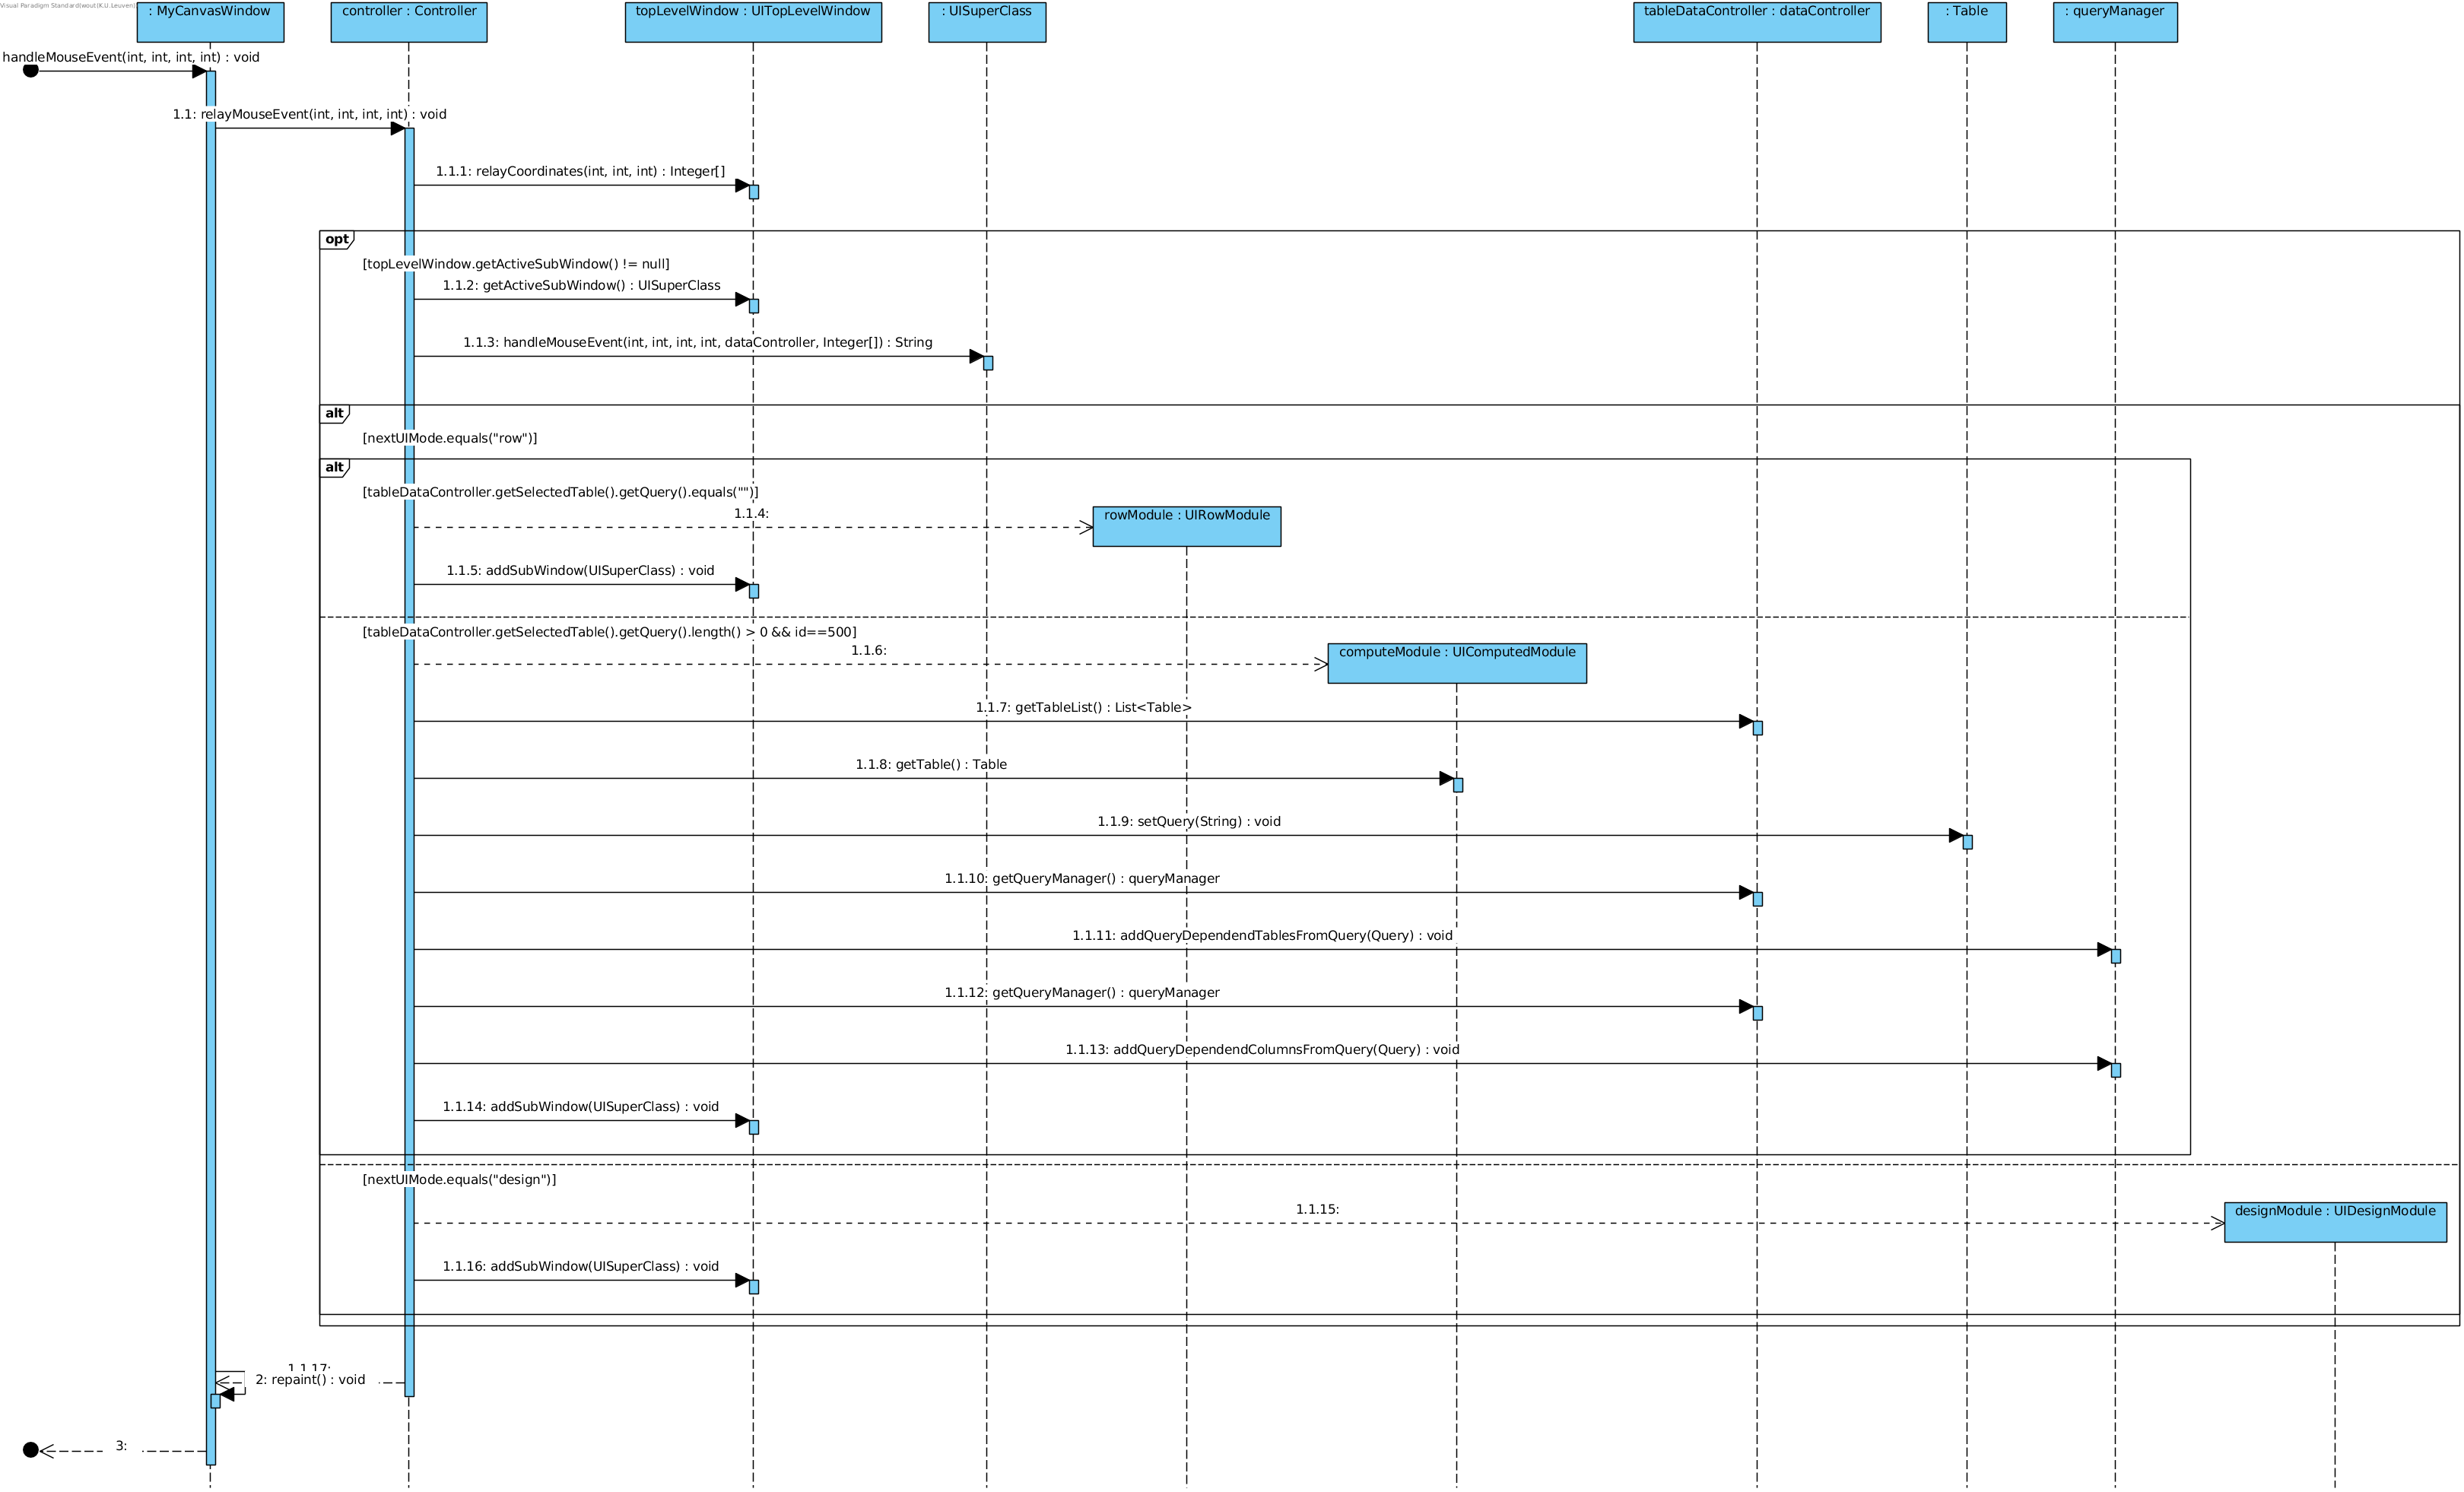 Visual Paradigm Standard(wout(K.U.Leuven))
: MyCanvasWindow
controller : Controller
topLevelWindow : UITopLevelWindow
: UISuperClass
tableDataController : dataController
: Table
: queryManager
handleMouseEvent(int, int, int, int) : void
1.1: relayMouseEvent(int, int, int, int) : void
1.1.1: relayCoordinates(int, int, int) : Integer[]
opt
[topLevelWindow.getActiveSubWindow() != null]
1.1.2: getActiveSubWindow() : UISuperClass
1.1.3: handleMouseEvent(int, int, int, int, dataController, Integer[]) : String
alt
[nextUIMode.equals("row")]
alt
[tableDataController.getSelectedTable().getQuery().equals("")]
1.1.4:
rowModule : UIRowModule
1.1.5: addSubWindow(UISuperClass) : void
[tableDataController.getSelectedTable().getQuery().length() > 0 && id==500]
1.1.6:
computeModule : UIComputedModule
1.1.7: getTableList() : List<Table>
1.1.8: getTable() : Table
1.1.9: setQuery(String) : void
1.1.10: getQueryManager() : queryManager
1.1.11: addQueryDependendTablesFromQuery(Query) : void
1.1.12: getQueryManager() : queryManager
1.1.13: addQueryDependendColumnsFromQuery(Query) : void
1.1.14: addSubWindow(UISuperClass) : void
[nextUIMode.equals("design")]
1.1.15:
designModule : UIDesignModule
1.1.16: addSubWindow(UISuperClass) : void
1.1.17:
2: repaint() : void
3: